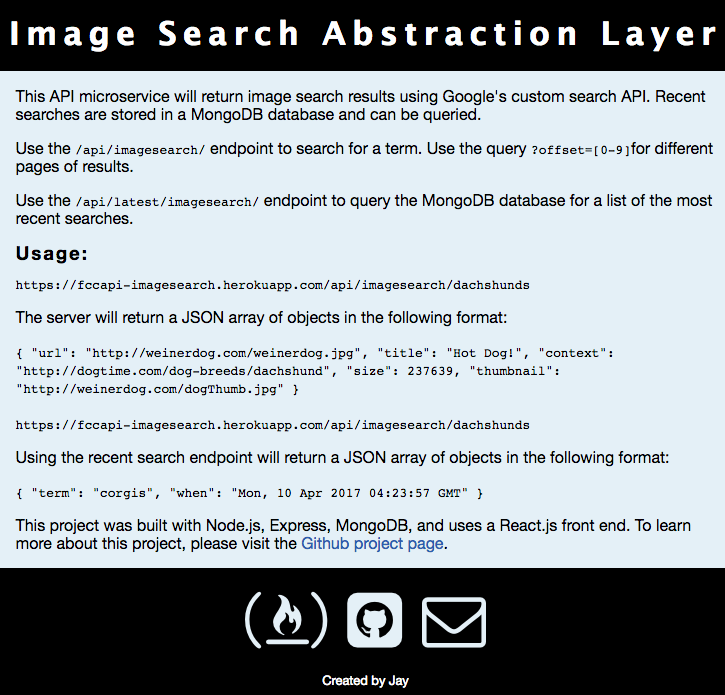 Image Search Abstraction Layer
This API microservice will return image search results using Google's custom search API. Recent
searches are stored in a MongoDB database and can be queried.
Use the /api/imagesearch/ endpoint to search for a term. Use the query ?offset=[0-9]for different
pages of results.
Use the /api/latest/imagesearch/ endpoint to query the MongoDB database for a list of the most
recent searches.
Usage:
https://fccapi-imagesearch.herokuapp.com/api/imagesearch/dachshunds
The server will return a JSON array of objects in the following format:
{ "url": "http://weinerdog.com/weinerdog.jpg", "title": "Hot Dog!", "context":
"http://dogtime.com/dog-breeds/dachshund", "size": 237639, "thumbnail":
"http://weinerdog.com/dogThumb.jpg" }
https://fccapi-imagesearch.herokuapp.com/api/imagesearch/dachshunds
Using the recent search endpoint will return a JSON array of objects in the following format:
{ "term": "corgis", "when": "Mon, 10 Apr 2017 04:23:57 GMT" }
This project was built with Node.js, Express, MongoDB, and uses a React.js front end. To learn
more about this project, please visit the Github project page.
Created by Jay